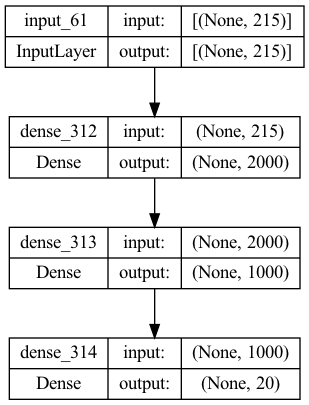 input_61 input: [(None, 215)]
InputLayer output: [(None, 215)]
dense_312 input: (None, 215)
Dense output: (None, 2000)
dense_313 input: (None, 2000)
Dense output: (None, 1000)
dense_314 input: (None, 1000)
Dense output: (None, 20)